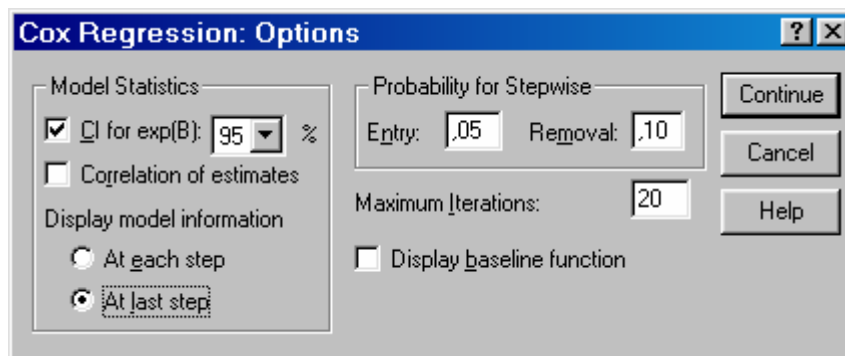 Cox Regression: Options
Model Statistics
CI for exp(B): 95 %
Correlation of estimates
Display model information
At each step
At last step
Probability for Stepwise
Entry: ,05 Removal: ,10
Maximum Iterations: 20
Display baseline function
Continue
Cancel
Help